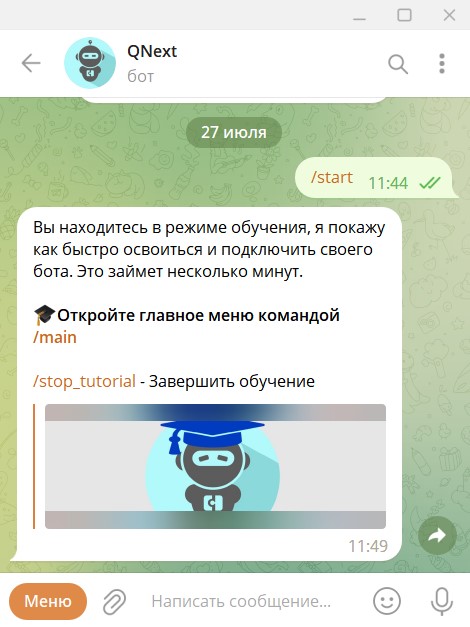 QNext
бот
27 июля
/start 11:44
Вы находитесь в режиме обучения, я покажу
как быстро освоиться и подключить своего
бота. Это займет несколько минут.
🎓Откройте главное меню командой
/main
/stop_tutorial - Завершить обучение
11:49
Меню
Написать сообщение...